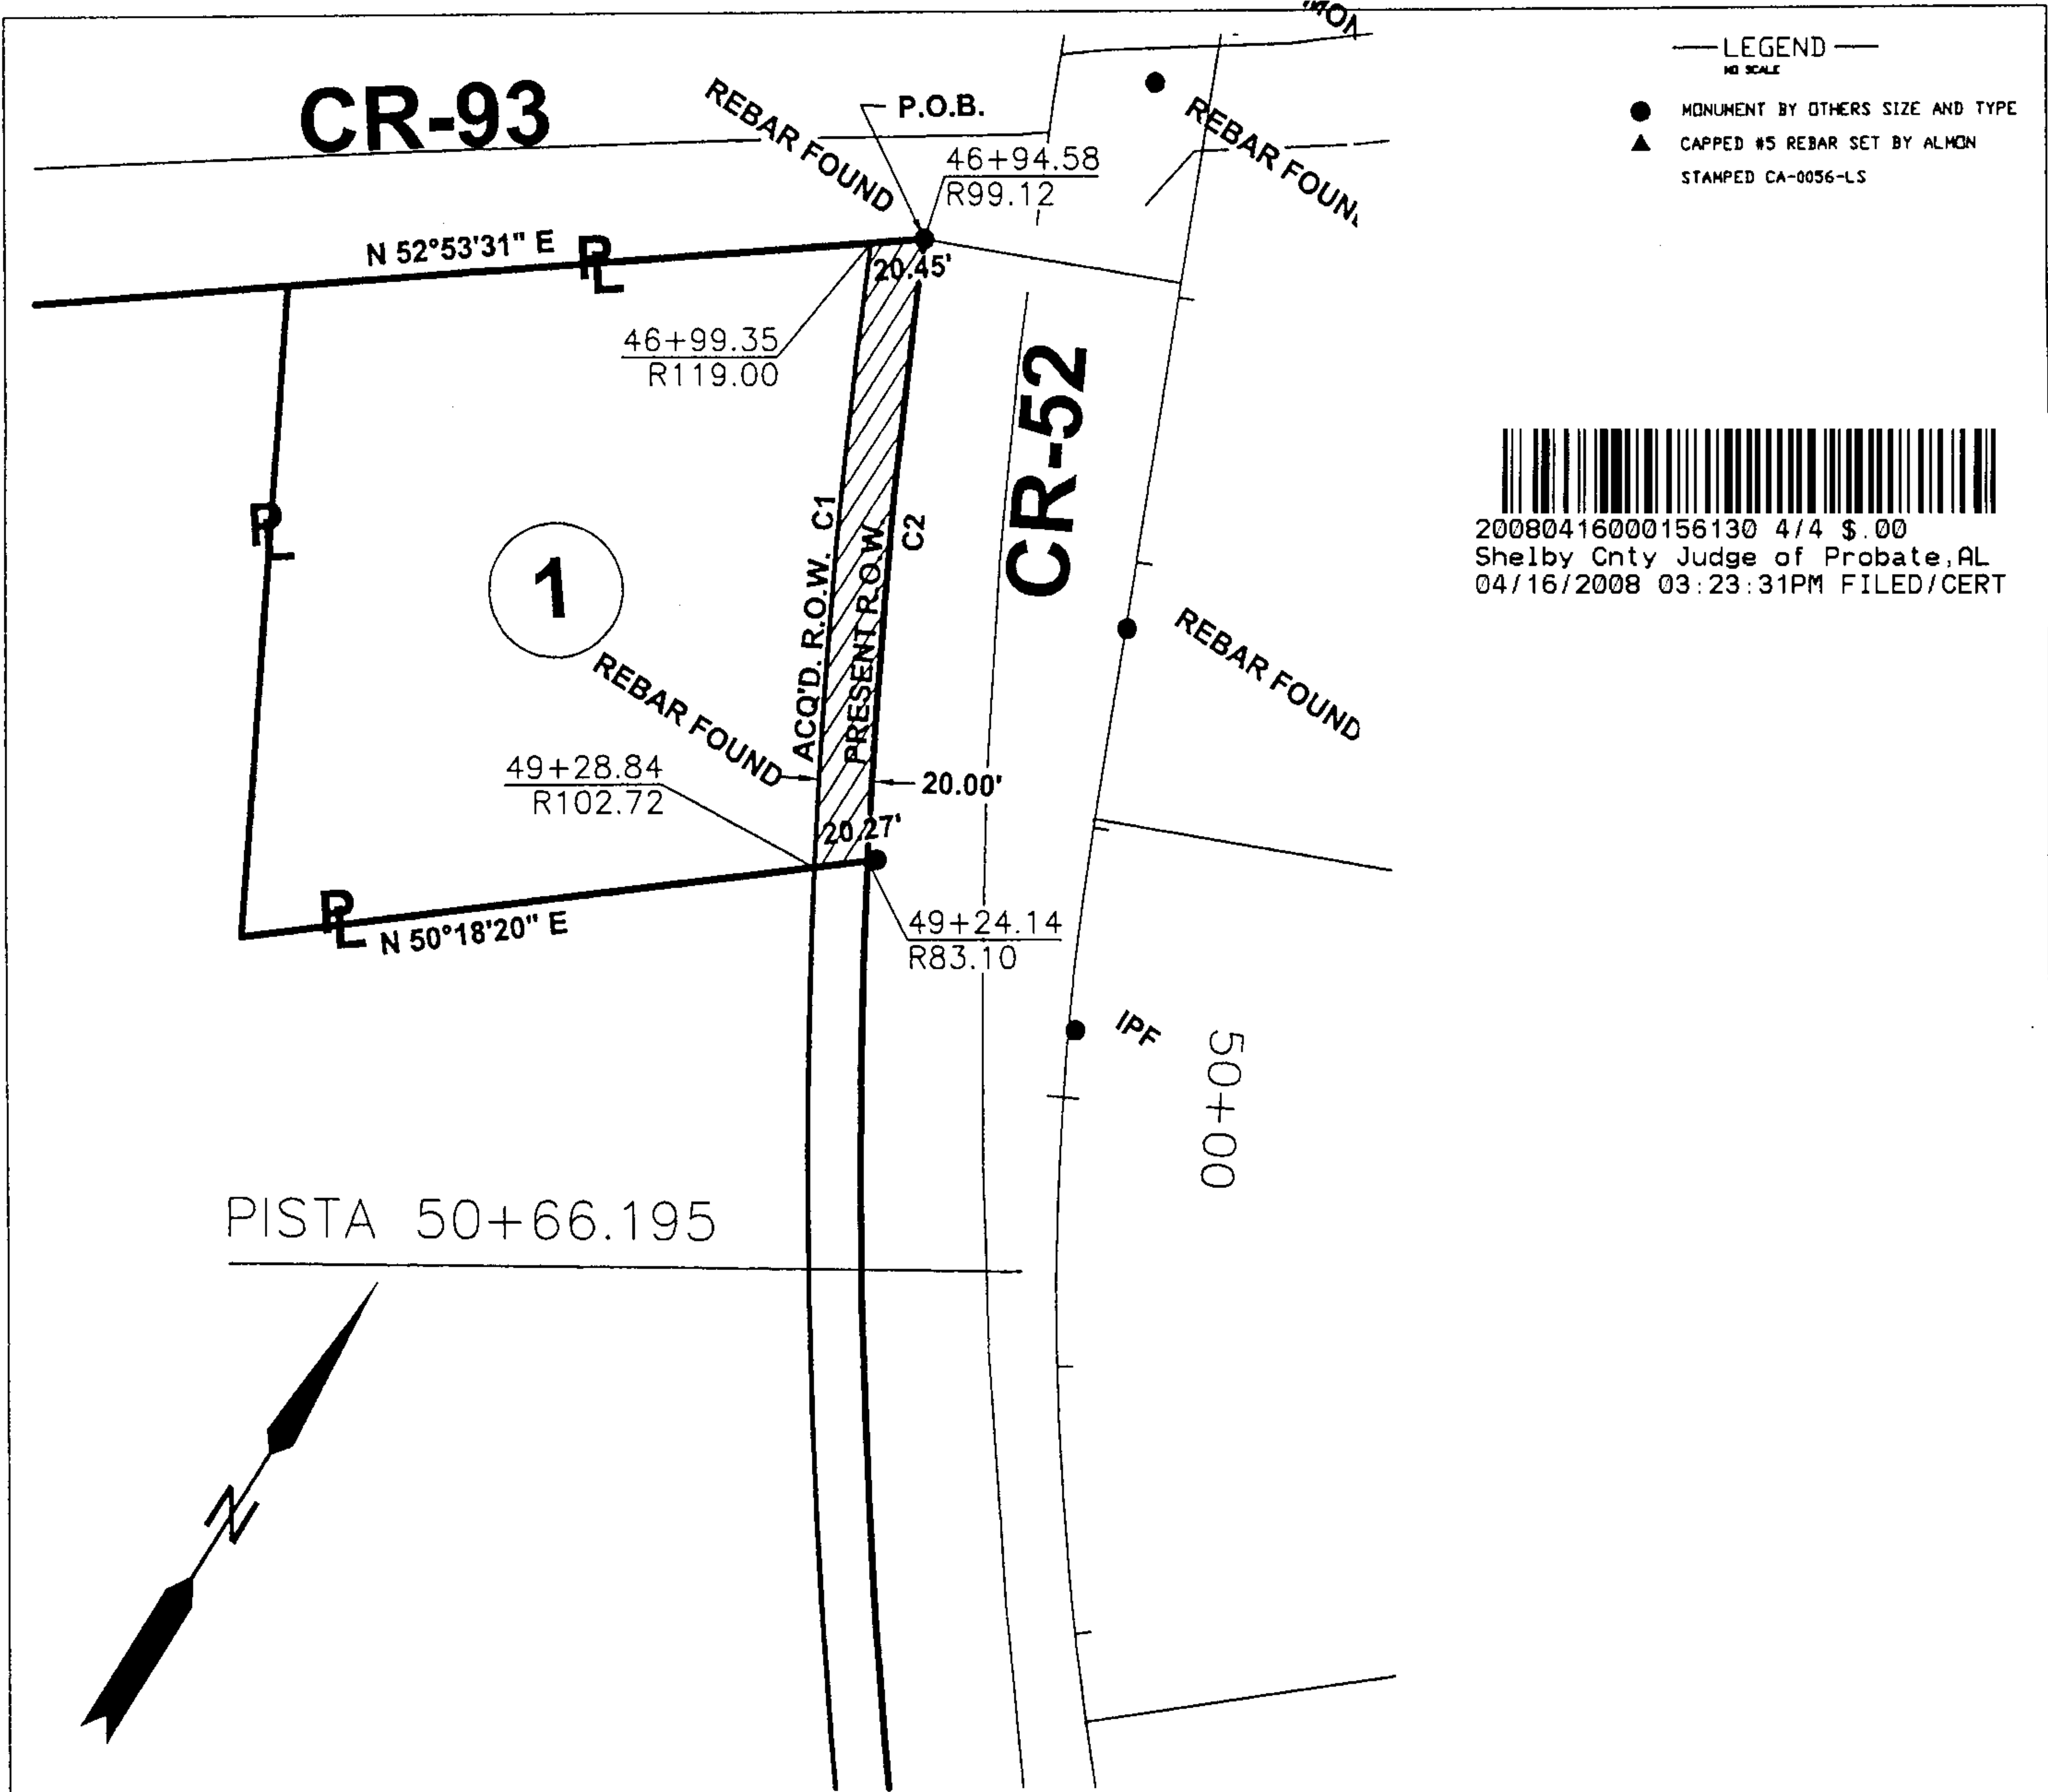 LEGEND
NO SCALE
MONUMENT BY OTHERS SIZE AND TYPE
CAPPED #5 REBAR SET BY ALMON
STAMPED CA-0056-LS
CR-93
REBAR FOUND
P.O.B.
46+94.58
R99.12
N 52°53'31" E
PL
20.45'
46+99.35
R119.00
CR-52
20080416000156130 4/4 $.00
Shelby Cnty Judge of Probate,AL
04/16/2008 03:23:31PM FILED/CERT
PL
1
ACQ'D. R.O.W. C1
PRESENT R.O.W.
C2
REBAR FOUND
REBAR FOUND
49+28.84
R102.72
20.00'
20.27'
PL
N 50°18'20" E
49+24.14
R83.10
IPF
50+00
PISTA 50+66.195
N